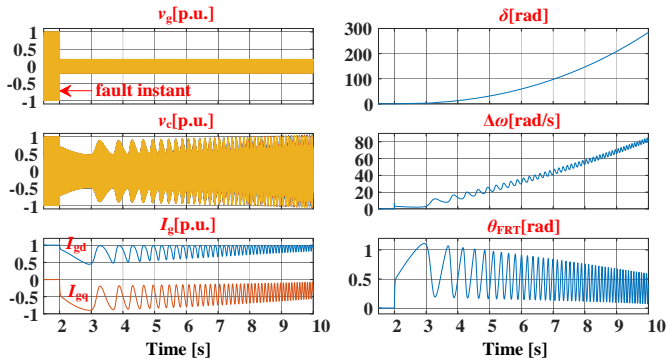 v_g[p.u.]
1
0.5
0
-0.5
-1
fault instant
v_c[p.u.]
1
0.5
0
-0.5
-1
I_g[p.u.]
1
0.5
0
-0.5
-1
I_gd
I_gq
2 3 4 5 6 7 8 9 10
Time [s]
δ[rad]
300
200
100
0
Δω[rad/s]
80
60
40
20
0
θ_FRT[rad]
1
0.5
0
2 3 4 5 6 7 8 9 10
Time [s]